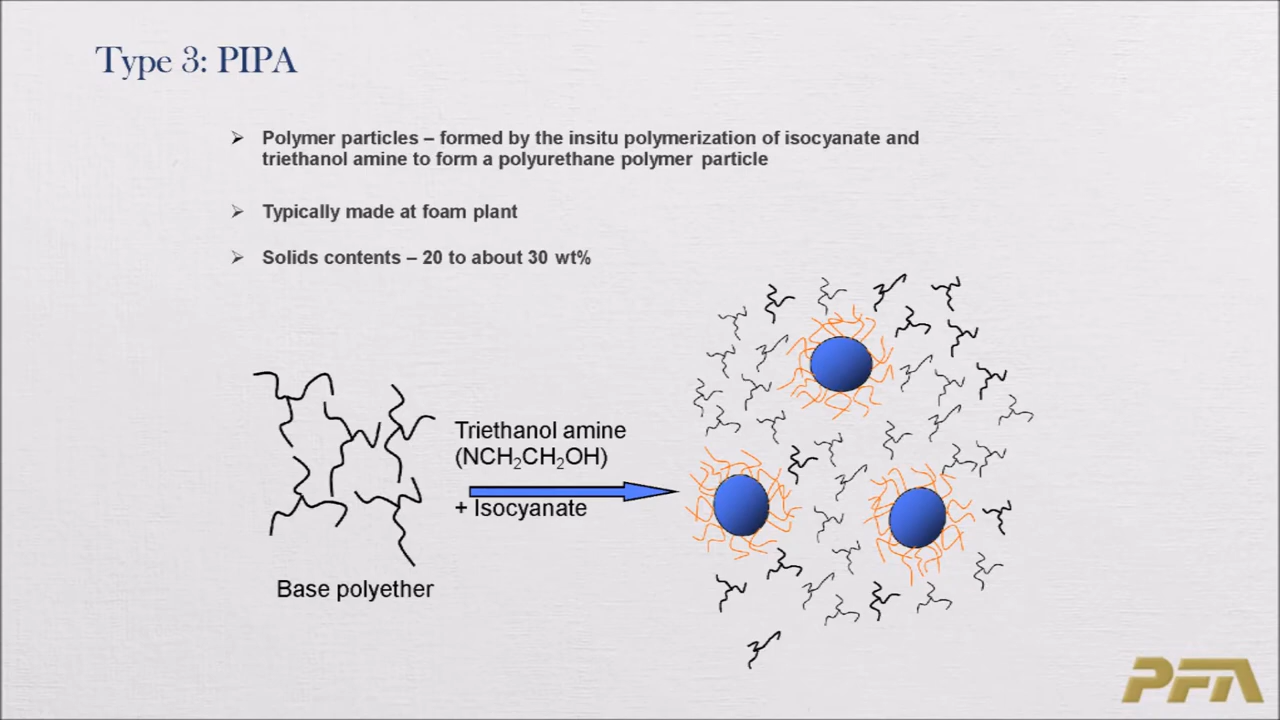 Type 3: PIPA
Polymer particles – formed by the insitu polymerization of isocyanate and
triethanol amine to form a polyurethane polymer particle
Typically made at foam plant
Solids contents – 20 to about 30 wt%
Triethanol amine
(NCH₂CH₂OH)
+ Isocyanate
Base polyether
PFA